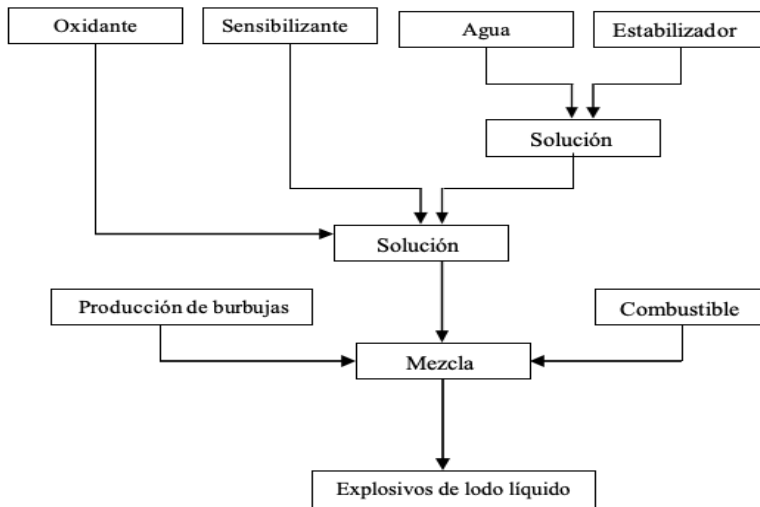 Oxidante
Sensibilizante
Agua
Estabilizador
Solución
Solución
Producción de burbujas
Combustible
Mezcla
Explosivos de lodo líquido